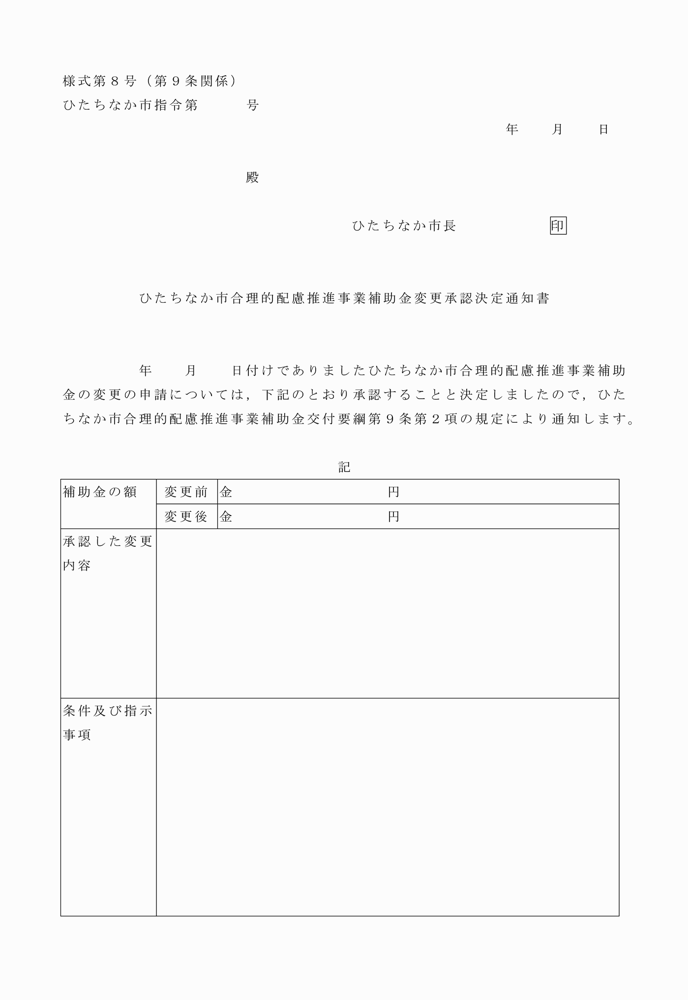 様式第８号（第９条関係）
ひたちなか市指令第　　　号
年　　月　　日
殿
ひたちなか市長　　　　　　印
ひたちなか市合理的配慮推進事業補助金変更承認決定通知書
年　　月　　日付けでありましたひたちなか市合理的配慮推進事業補助
金の変更の申請については，下記のとおり承認することと決定しましたので，ひた
ちなか市合理的配慮推進事業補助金交付要綱第９条第２項の規定により通知します。
記
補助金の額　変更前　金　　　　　　　　　　円
変更後　金　　　　　　　　　　円
承認した変更
内容
条件及び指示
事項